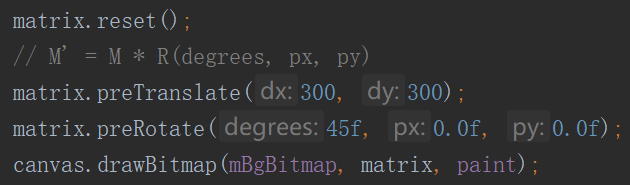 matrix.reset();
// M' = M * R(degrees, px, py)
matrix.preTranslate( dx: 300, dy: 300);
matrix.preRotate( degrees: 45f, px: 0.0f, py: 0.0f);
canvas.drawBitmap(mBgBitmap, matrix, paint);